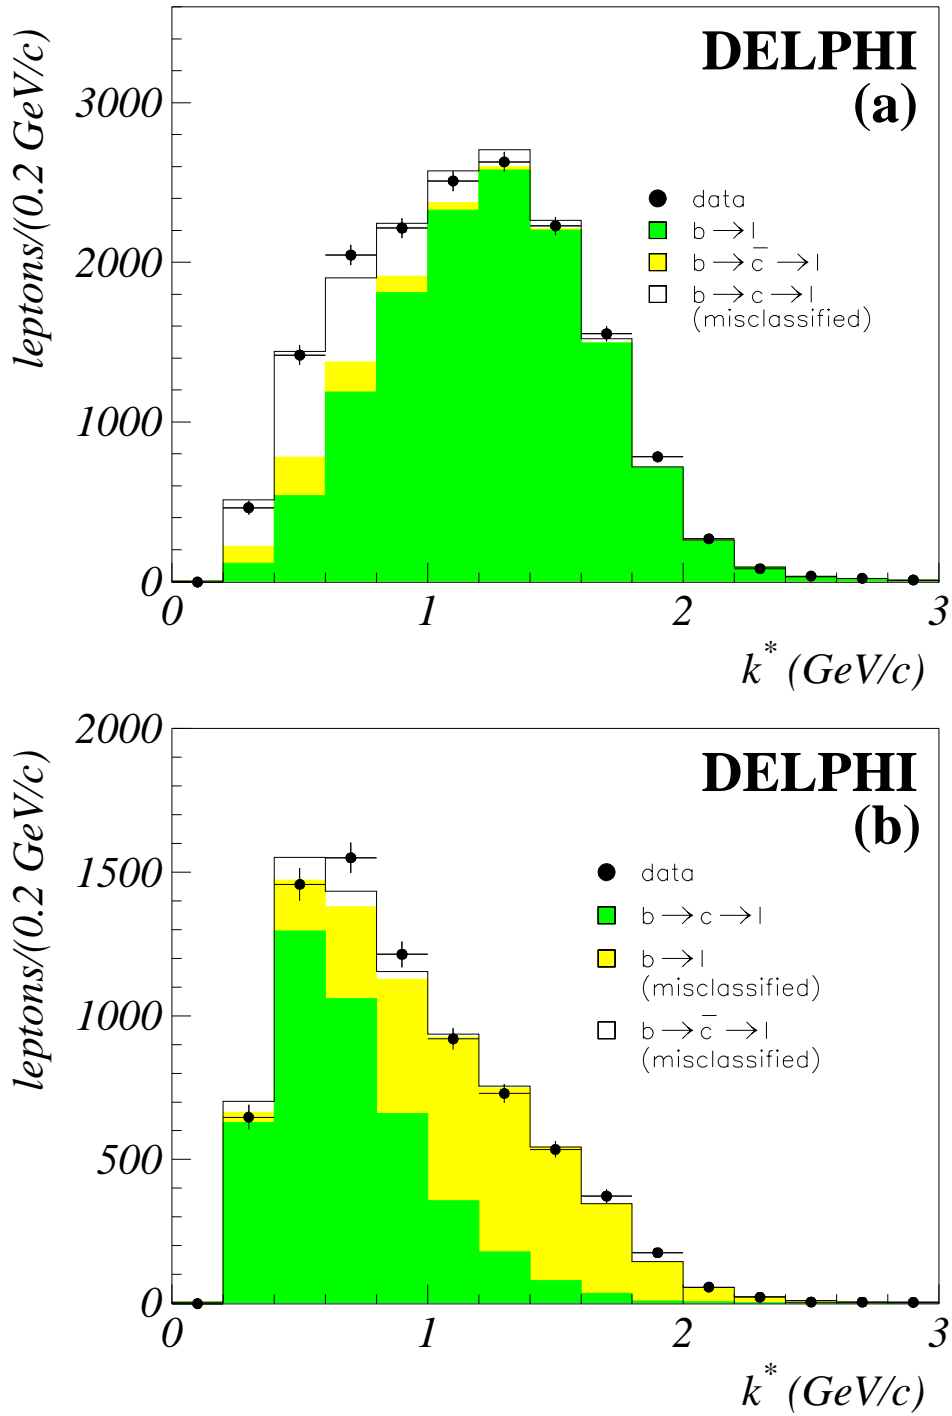 DELPHI
(a)
leptons/(0.2 GeV/c)
3000
2000
1000
0
data
b→l
b→c̄→l
b→c→l
(misclassified)
0 1 2 3
k* (GeV/c)
DELPHI
(b)
leptons/(0.2 GeV/c)
2000
1500
1000
500
0
data
b→c→l
b→l
(misclassified)
b→c̄→l
(misclassified)
0 1 2 3
k* (GeV/c)